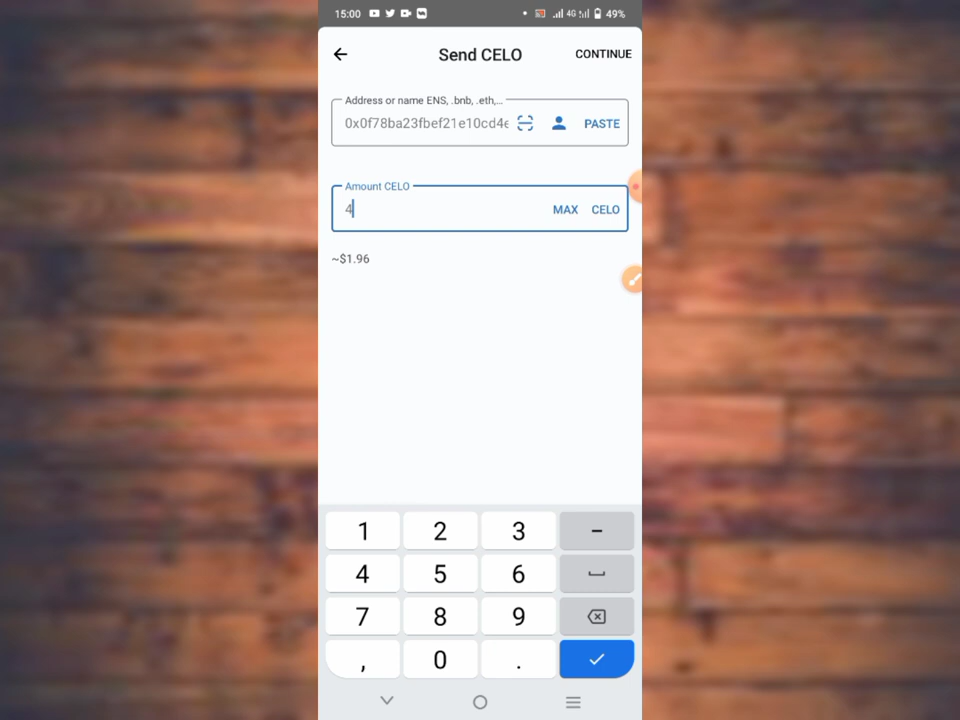 15:00 4G 49%
Send CELO CONTINUE
Address or name ENS, .bnb, .eth,...
0x0f78ba23fbef21e10cd4e PASTE
Amount CELO
4 MAX CELO
~$1.96
1 2 3 -
4 5 6
7 8 9
, 0 .